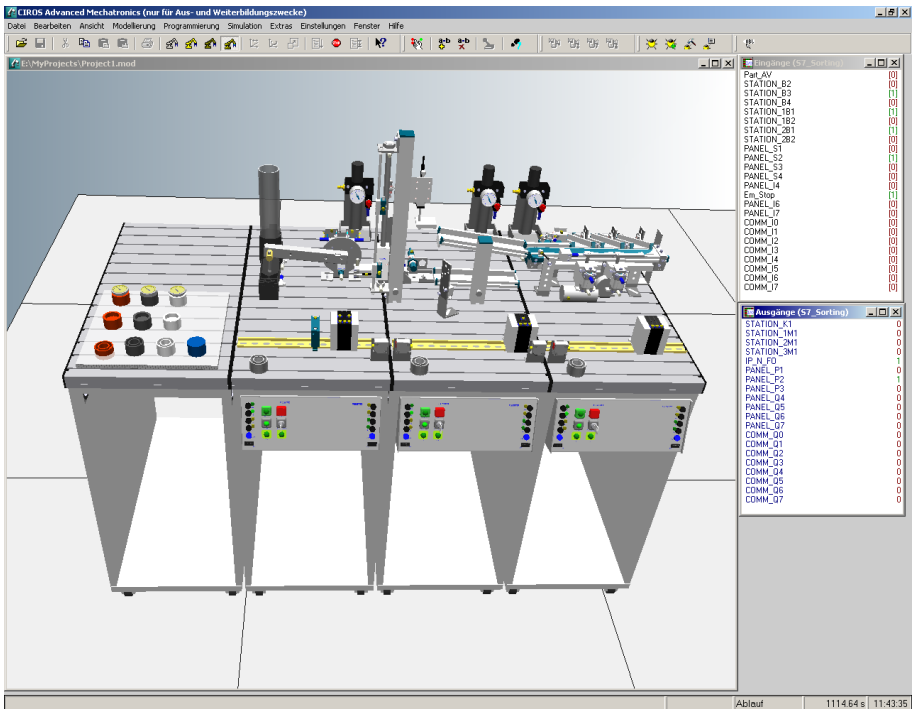 CIROS Advanced Mechatronics (nur für Aus- und Weiterbildungszwecke)
Datei Bearbeiten Ansicht Modellierung Programmierung Simulation Extras Einstellungen Fenster Hilfe
E:\MyProjects\Project1.mod
Eingänge (S7_Sorting)
Part_AV [0]
STATION_B2 [0]
STATION_B3 [1]
STATION_B4 [0]
STATION_1B1 [1]
STATION_1B2 [0]
STATION_2B1 [1]
STATION_2B2 [0]
PANEL_S1 [0]
PANEL_S2 [1]
PANEL_S3 [0]
PANEL_S4 [0]
PANEL_I4 [0]
Em_Stop [1]
PANEL_I6 [0]
PANEL_I7 [0]
COMM_I0 [0]
COMM_I1 [0]
COMM_I2 [0]
COMM_I3 [0]
COMM_I4 [0]
COMM_I5 [0]
COMM_I6 [0]
COMM_I7 [0]
Ausgänge (S7_Sorting)
STATION_K1 0
STATION_1M1 0
STATION_2M1 0
STATION_3M1 0
IP_N_FO 1
PANEL_P1 0
PANEL_P2 1
PANEL_P3 0
PANEL_Q4 0
PANEL_Q5 0
PANEL_Q6 0
PANEL_Q7 0
COMM_Q0 0
COMM_Q1 0
COMM_Q2 0
COMM_Q3 0
COMM_Q4 0
COMM_Q5 0
COMM_Q6 0
COMM_Q7 0
Ablauf 1114.64 s 11:43:35